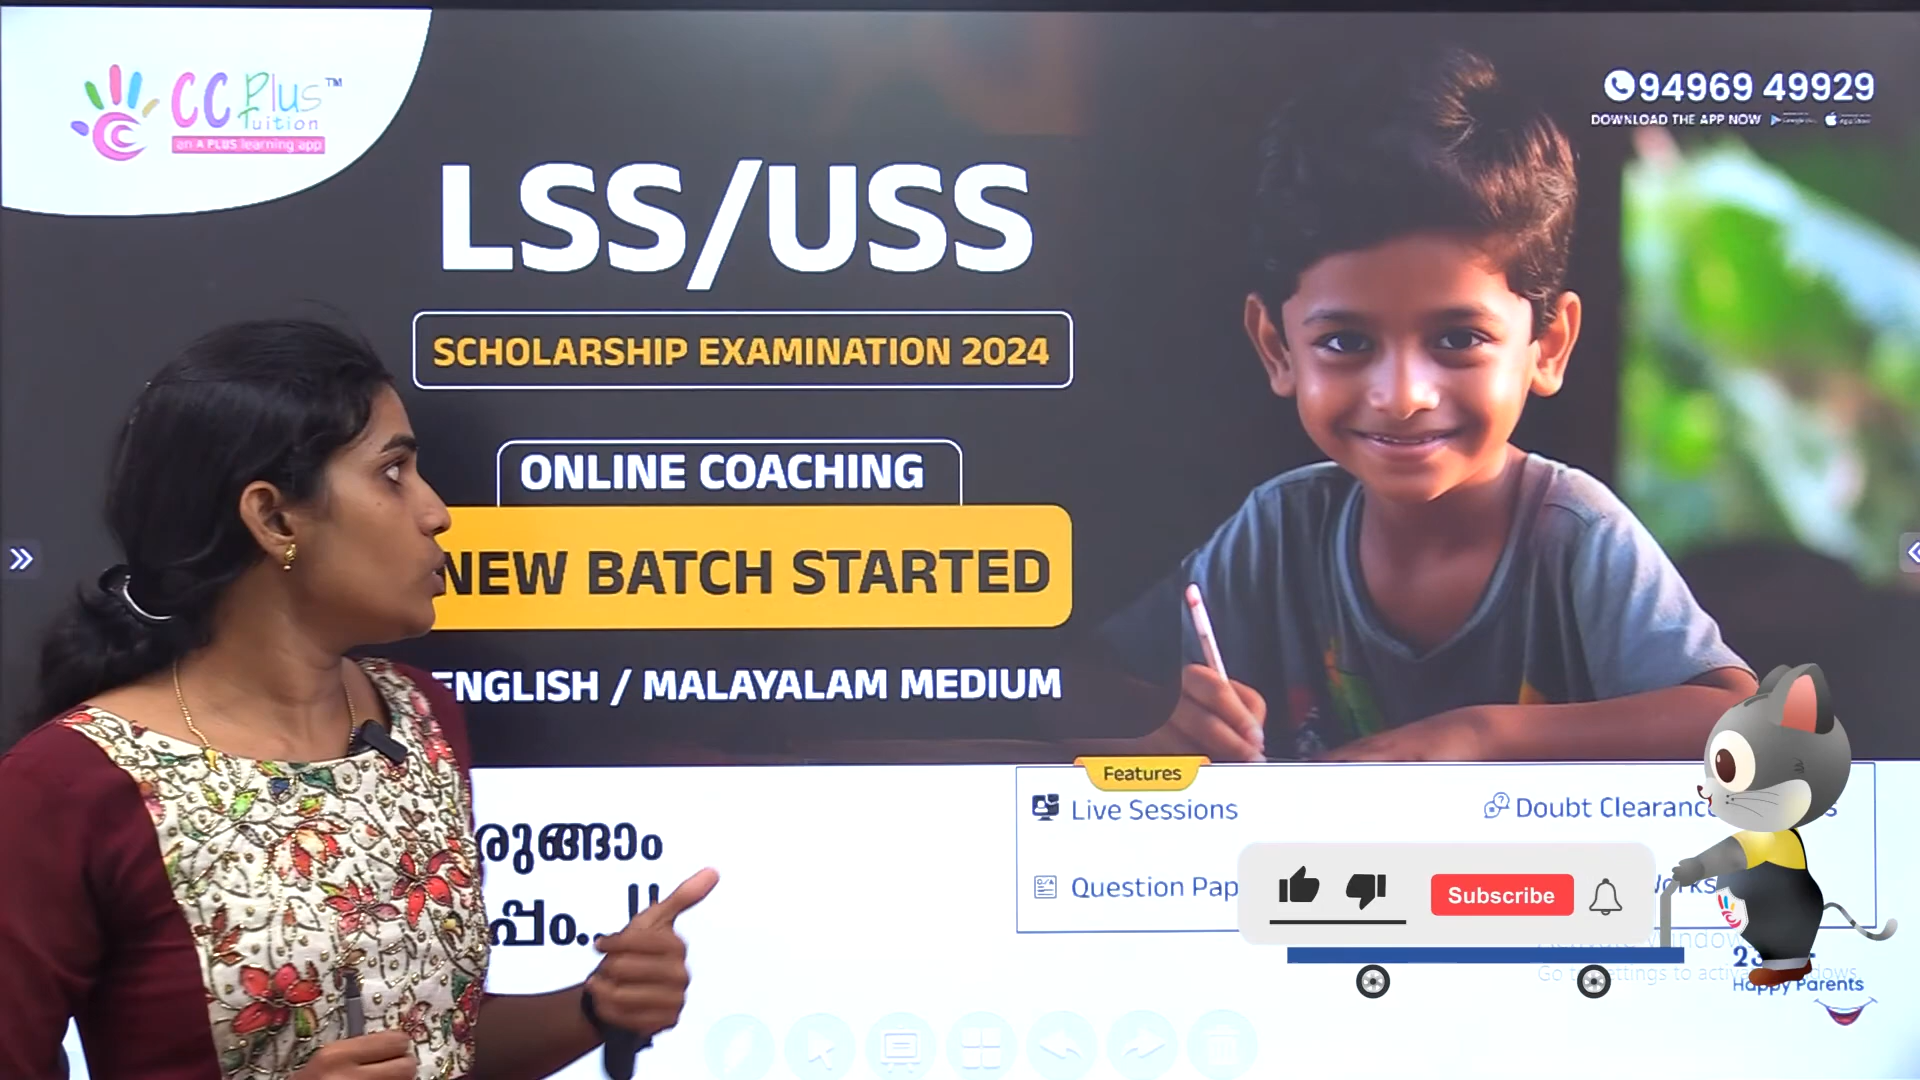 CC Plus™
Tuition
an A PLUS learning app
94969 49929
DOWNLOAD THE APP NOW
LSS/USS
SCHOLARSHIP EXAMINATION 2024
ONLINE COACHING
NEW BATCH STARTED
ENGLISH / MALAYALAM MEDIUM
Features
Live Sessions
Doubt Clearanc
Question Pap
Subscribe
രുങ്ങാം
പ്പം..!!
Happy Parents